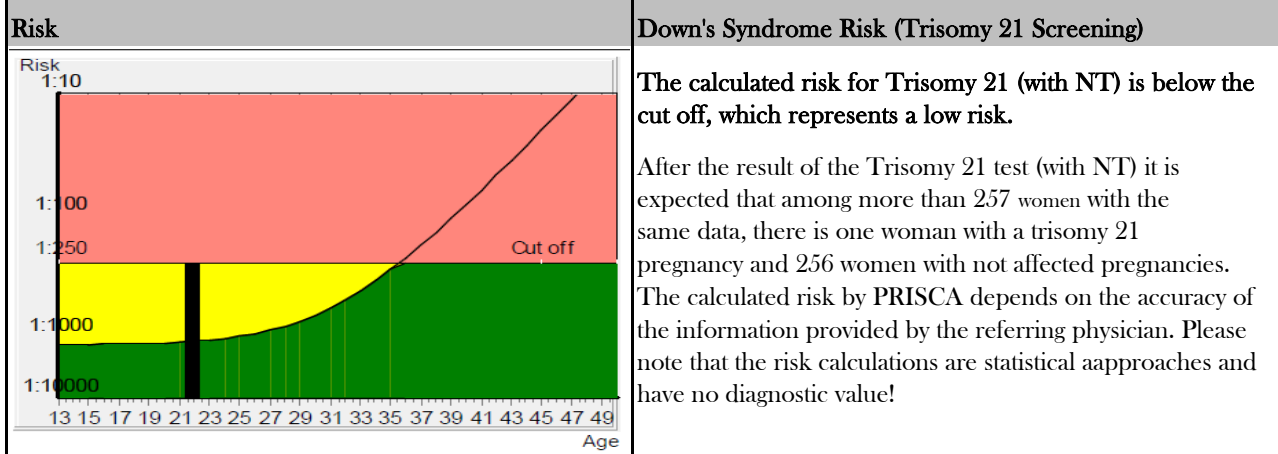 Risk
Risk
1:10
1:100
1:250
Cut off
1:1000
1:10000
13 15 17 19 21 23 25 27 29 31 33 35 37 39 41 43 45 47 49
Age
Down's Syndrome Risk (Trisomy 21 Screening)
The calculated risk for Trisomy 21 (with NT) is below the
cut off, which represents a low risk.
After the result of the Trisomy 21 test (with NT) it is
expected that among more than 257 women with the
same data, there is one woman with a trisomy 21
pregnancy and 256 women with not affected pregnancies.
The calculated risk by PRISCA depends on the accuracy of
the information provided by the referring physician. Please
note that the risk calculations are statistical aapproaches and
have no diagnostic value!